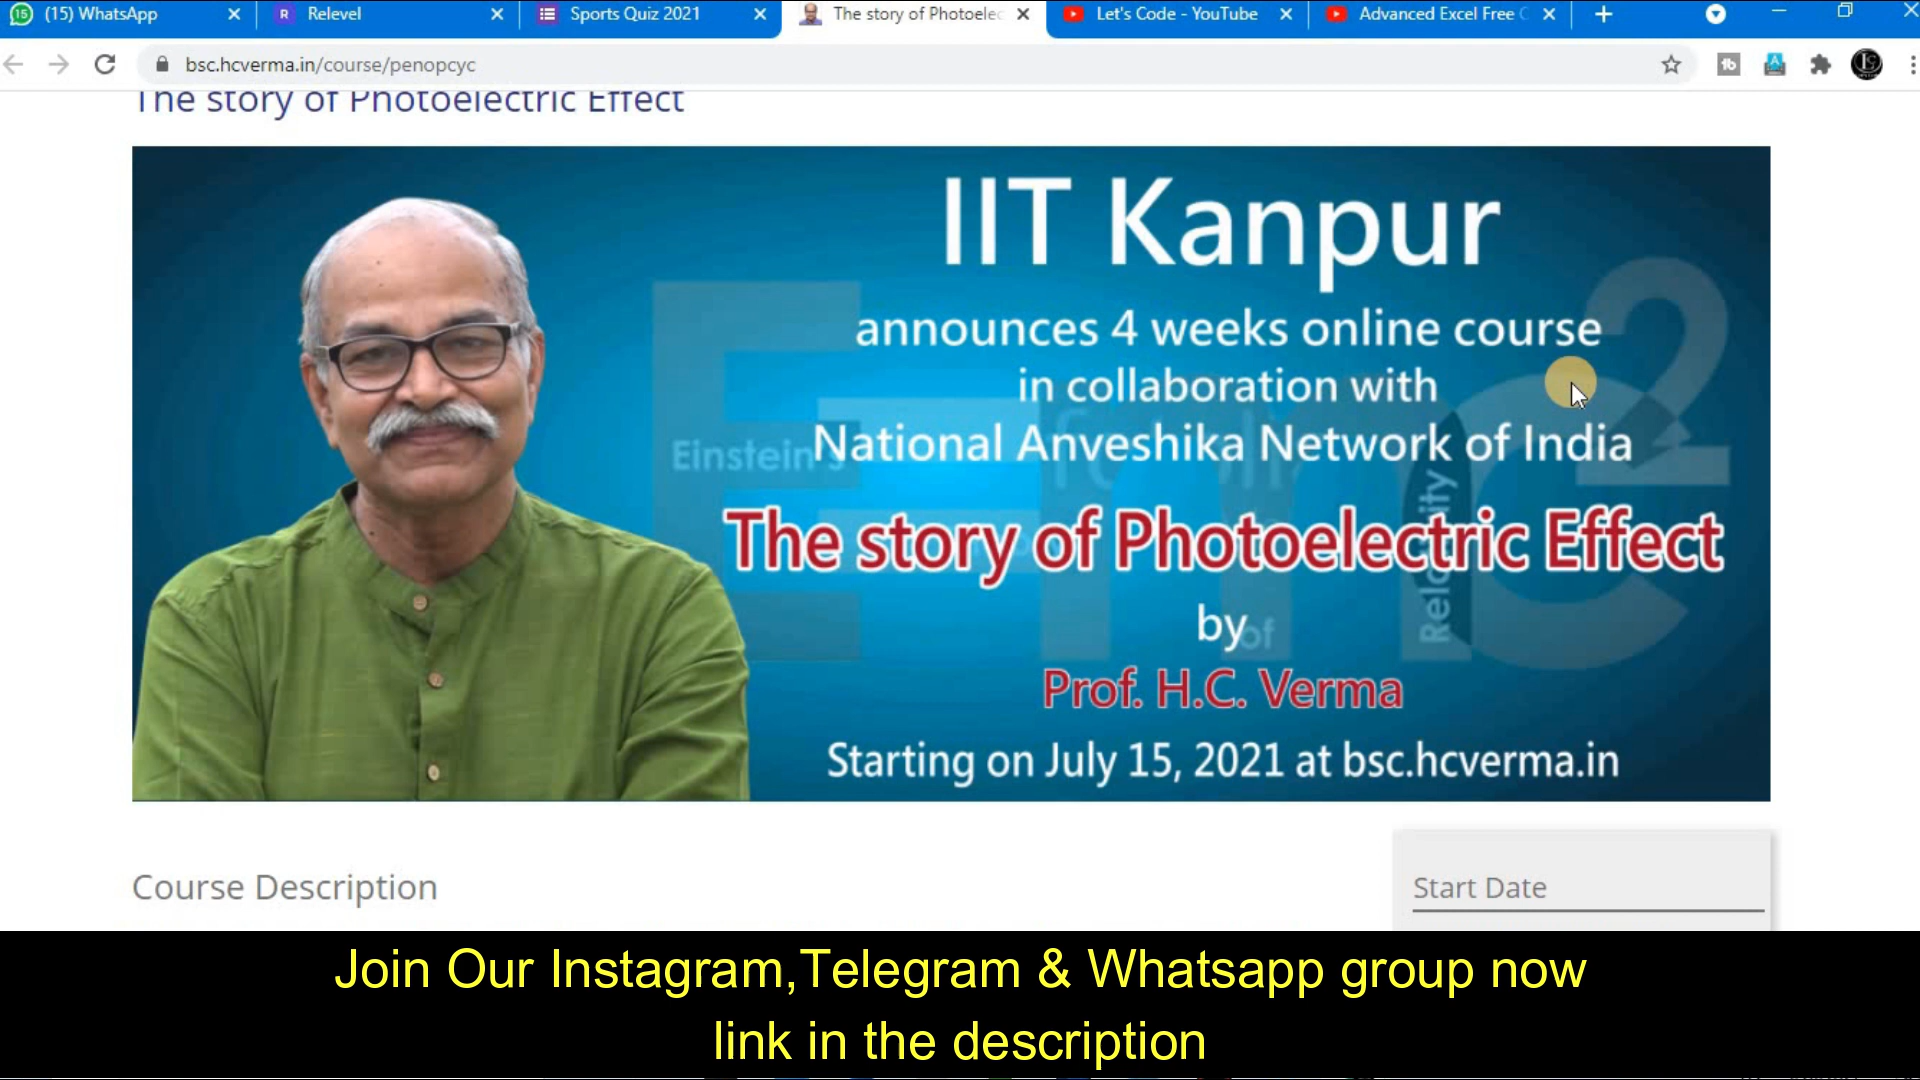 (15) WhatsApp
Relevel
Sports Quiz 2021
The story of Photoelec
Let's Code - YouTube
Advanced Excel Free C
bsc.hcverma.in/course/penopcyc
The story of Photoelectric Effect
IIT Kanpur
announces 4 weeks online course
in collaboration with
National Anveshika Network of India
Einstein's
The story of Photoelectric Effect
by
of
Prof. H.C. Verma
Starting on July 15, 2021 at bsc.hcverma.in
Course Description
Start Date
Join Our Instagram,Telegram & Whatsapp group now
link in the description